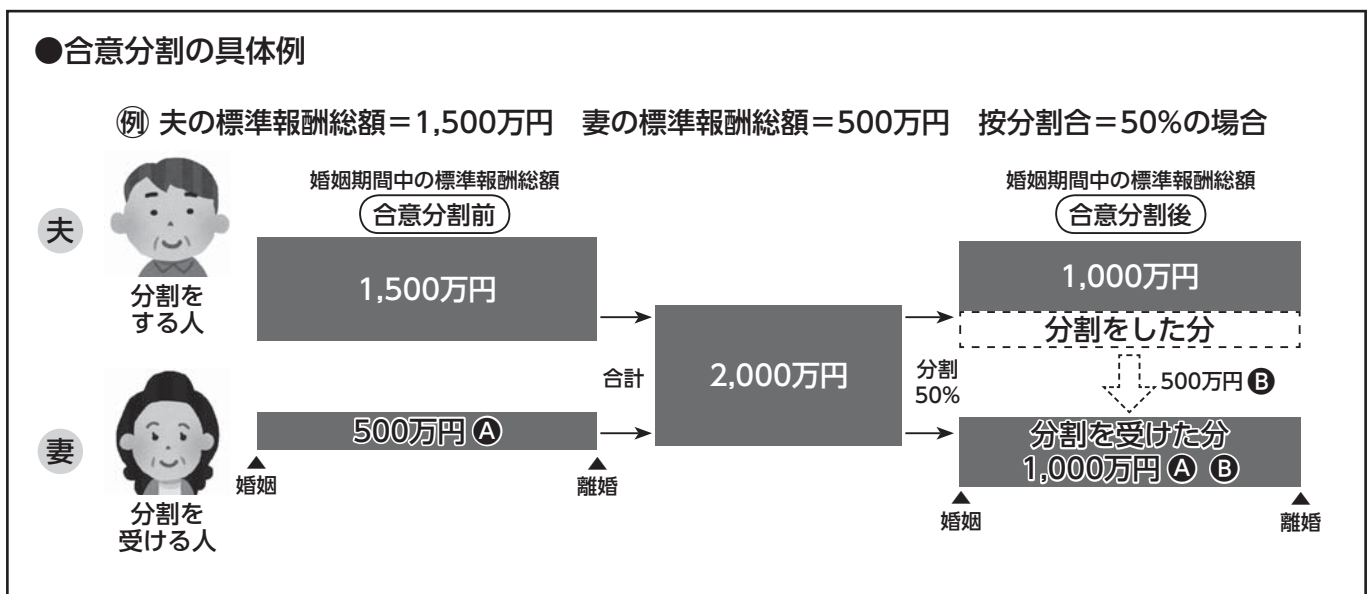 ●合意分割の具体例
例 夫の標準報酬総額＝1,500万円　妻の標準報酬総額＝500万円　按分割合＝50%の場合
夫
分割を
する人
婚姻期間中の標準報酬総額
合意分割前
1,500万円
婚姻期間中の標準報酬総額
合意分割後
1,000万円
分割をした分
合計
2,000万円
分割
50%
500万円 B
妻
分割を
受ける人
500万円 A
婚姻
離婚
分割を受けた分
1,000万円 A B
婚姻
離婚